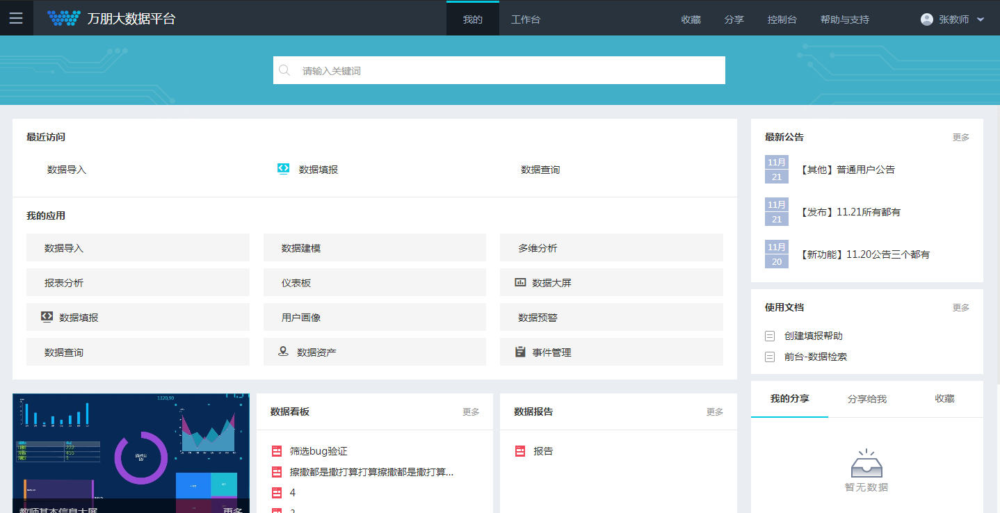 万朋大数据平台
我的 工作台 收藏 分享 控制台 帮助与支持 张教师
请输入关键词
最近访问
数据导入 数据填报 数据查询
我的应用
数据导入 数据建模 多维分析
报表分析 仪表板 数据大屏
数据填报 用户画像 数据预警
数据查询 数据资产 事件管理
最新公告 更多
11月
21
【其他】普通用户公告
11月
21
【发布】11.21所有都有
11月
20
【新功能】11.20公告三个都有
使用文档 更多
创建填报帮助
前台-数据检索
我的分享 分享给我 收藏
暂无数据
1320,90
42
222
455
1
69
教师基本信息大屏 更多
数据看板 更多
筛选bug验证
擦撒都是撒打算打算擦撒都是撒打算...
4
2
数据报告 更多
报告